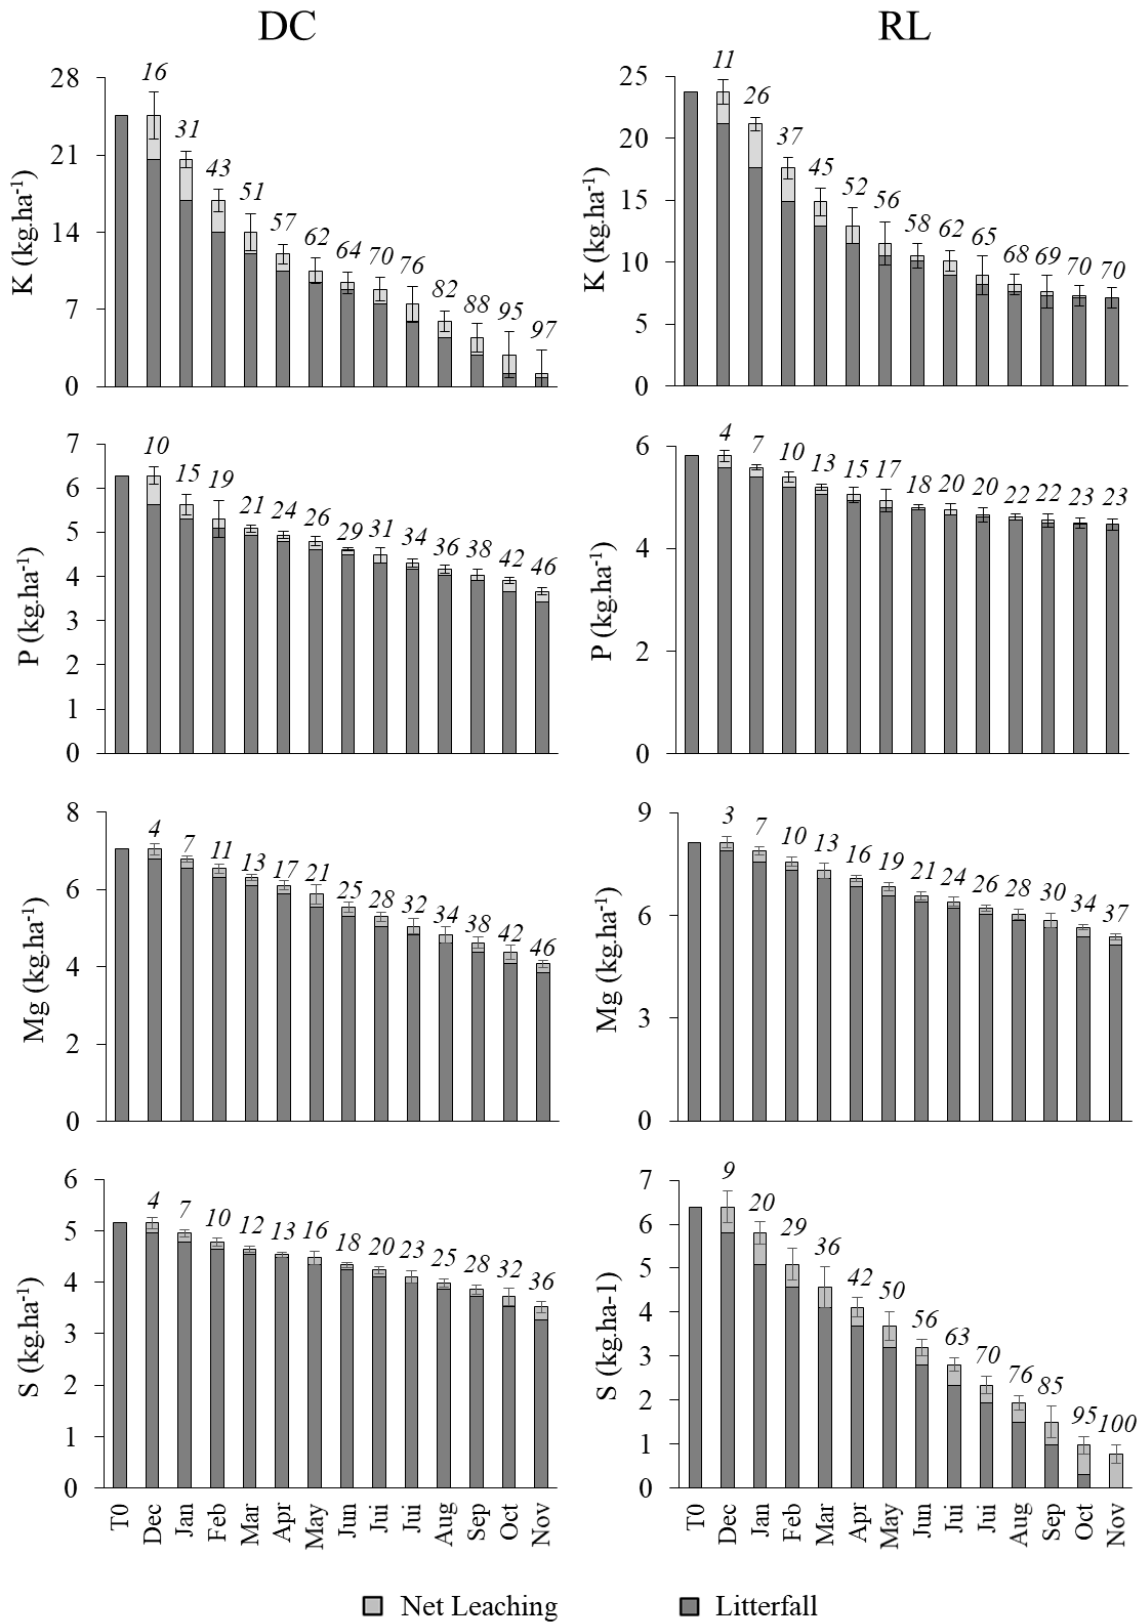 DC
RL
K (kg.ha⁻¹)
28
21
14
7
0
16 31 43 51 57 62 64 70 76 82 88 95 97
K (kg.ha⁻¹)
25
20
15
10
5
0
11 26 37 45 52 56 58 62 65 68 69 70 70
P (kg.ha⁻¹)
7
6
5
4
3
2
1
0
10 15 19 21 24 26 29 31 34 36 38 42 46
P (kg.ha⁻¹)
6
4
2
0
4 7 10 13 15 17 18 20 20 22 22 23 23
Mg (kg.ha⁻¹)
8
6
4
2
0
4 7 11 13 17 21 25 28 32 34 38 42 46
Mg (kg.ha⁻¹)
9
6
3
0
3 7 10 13 16 19 21 24 26 28 30 34 37
S (kg.ha⁻¹)
6
5
4
3
2
1
0
4 7 10 12 13 16 18 20 23 25 28 32 36
T0 Dec Jan Feb Mar Apr May Jun Jui Jui Aug Sep Oct Nov
S (kg.ha-1)
7
6
5
4
3
2
1
0
9 20 29 36 42 50 56 63 70 76 85 95 100
T0 Dec Jan Feb Mar Apr May Jun Jui Jui Aug Sep Oct Nov
Net Leaching
Litterfall